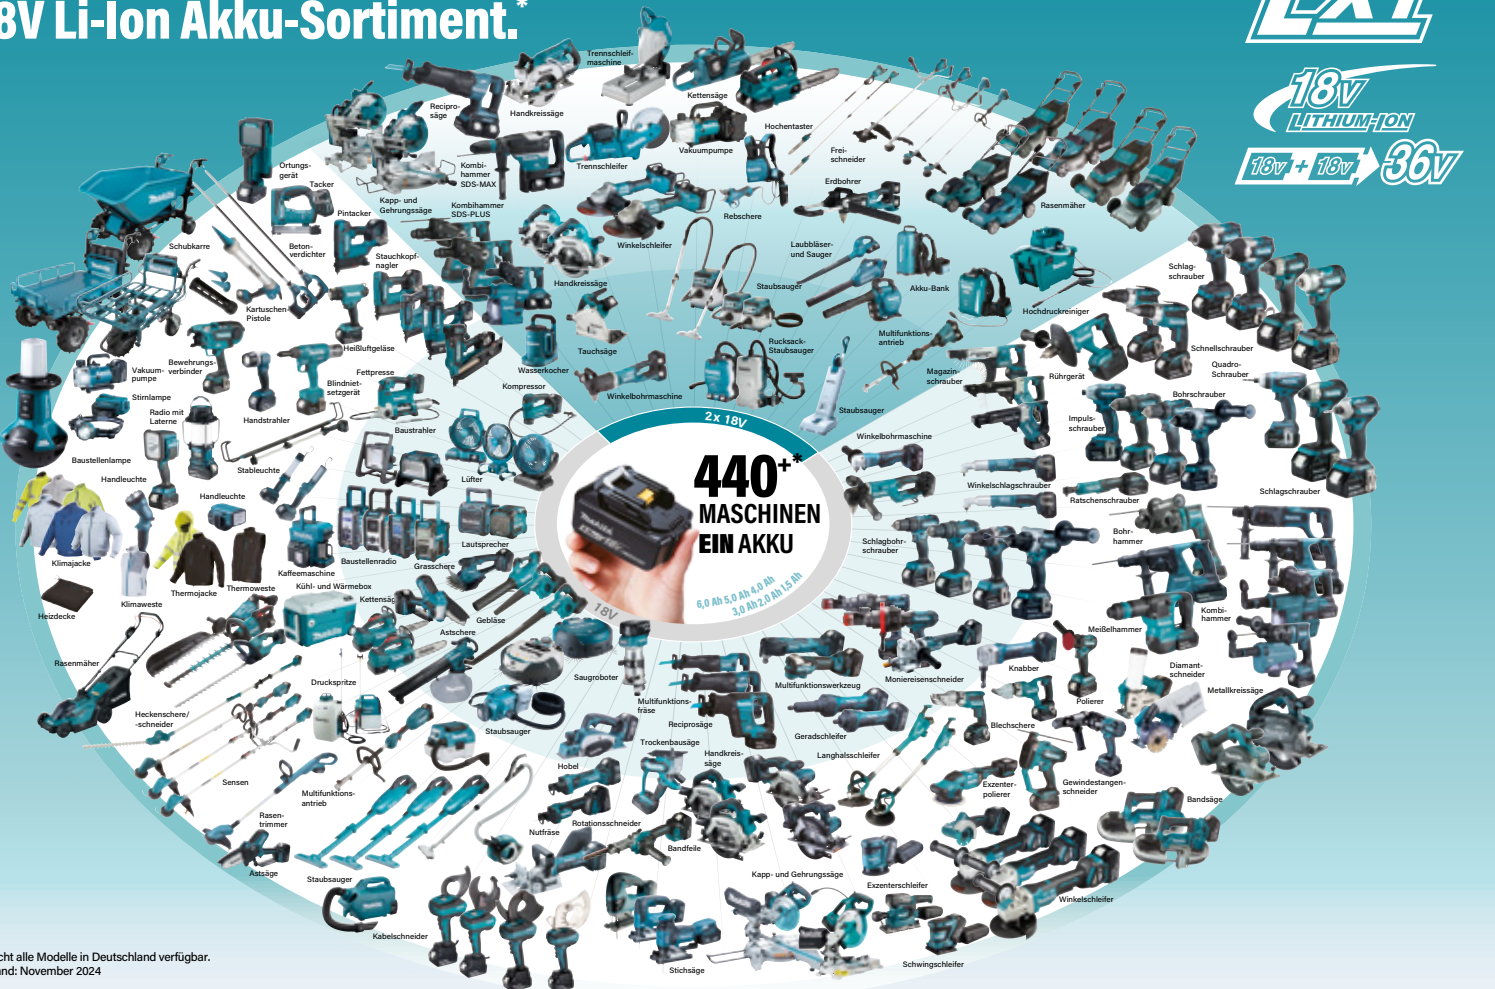 8V Li-Ion Akku-Sortiment.*
LXT
18V
LITHIUM-ION
18V + 18V 36V
Trennschleif-
maschine
Recipro-
säge
Handkreissäge
Kettensäge
Hochentaster
Vakuumpumpe
Frei-
schneider
Ortungs-
gerät
Tacker
Kombi-
hammer
SDS-MAX
Trennschleifer
Erdbohrer
Rasenmäher
Kapp- und
Gehrungssäge
Kombihammer
SDS-PLUS
Pintacker
Rebschere
Schubkarre
Beton-
verdichter
Stauchkopf-
nagler
Winkelschleifer
Laubbläser-
und Sauger
Schlag-
schrauber
Handkreissäge
Staubsauger
Akku-Bank
Hochdruckreiniger
Kartuschen-
Pistole
Heißluftgeläse
Tauchsäge
Rucksack-
Staubsauger
Multifunktions-
antrieb
Schnellschrauber
Vakuum-
pumpe
Bewehrungs-
verbinder
Fettpresse
Wasserkocher
Magazin-
schrauber
Rührgerät
Quadro-
Schrauber
Stirnlampe
Blindniet-
setzgerät
Kompressor
Winkelbohrmaschine
Staubsauger
Bohrschrauber
Radio mit
Laterne
Handstrahler
Baustrahler
2x 18V
Impuls-
schrauber
Winkelbohrmaschine
Baustellenlampe
Stableuchte
Lüfter
440+*
MASCHINEN
EIN AKKU
Winkelschlagschrauber
Ratschenschrauber
Schlagschrauber
Handleuchte
Handleuchte
Lautsprecher
Schlagbohr-
schrauber
Bohr-
hammer
Klimajacke
Kaffeemaschine
Baustellenradio
Grasschere
6,0 Ah 5,0 Ah 4,0 Ah
3,0 Ah 2,0 Ah 1,5 Ah
18V
Heizdecke
Klimaweste
Thermojacke
Thermoweste
Kühl- und Wärmebox
Kettensäg
Gebläse
Astschere
Kombi-
hammer
Meißelhammer
Rasenmäher
Saugroboter
Multifunktionswerkzeug
Moniereisenschneider
Knabber
Diamant-
schneider
Metallkreissäge
Druckspritze
Polierer
Heckenschere/
-schneider
Staubsauger
Multifunktions-
fräse
Reciprosäge
Geradschleifer
Blechschere
Trockenbausäge
Handkreis-
säge
Langhalsschleifer
Hobel
Sensen
Multifunktions-
antrieb
Exzenter-
polierer
Gewindestangen-
schneider
Bandsäge
Rasen-
trimmer
Nutfräse
Rotationsschneider
Bandfeile
Astsäge
Staubsauger
Kapp- und Gehrungssäge
Exzenterschleifer
Winkelschleifer
Kabelschneider
Stichsäge
Schwingschleifer
cht alle Modelle in Deutschland verfügbar.
and: November 2024